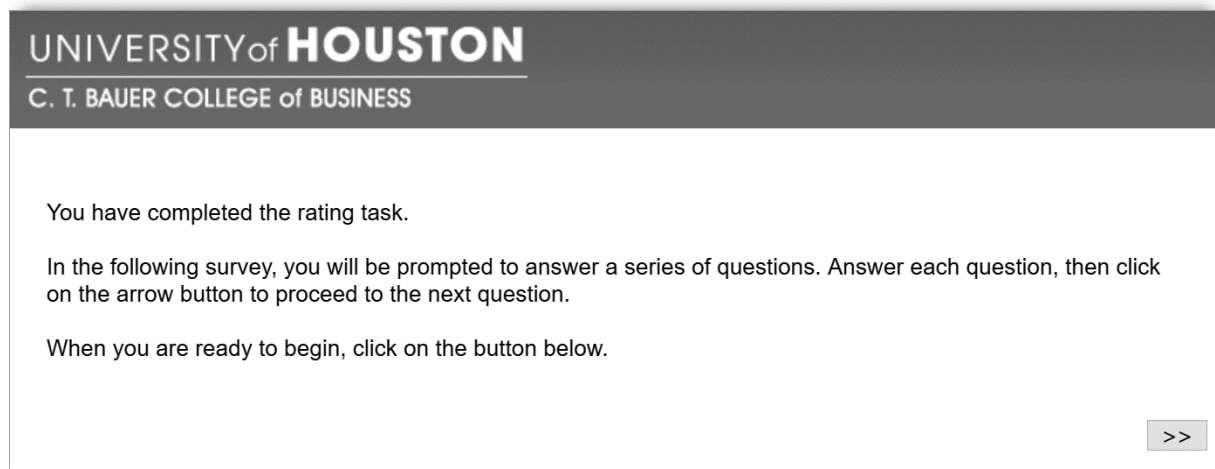 UNIVERSITYof HOUSTON
C. T. BAUER COLLEGE of BUSINESS
You have completed the rating task.
In the following survey, you will be prompted to answer a series of questions. Answer each question, then click
on the arrow button to proceed to the next question.
When you are ready to begin, click on the button below.
>>